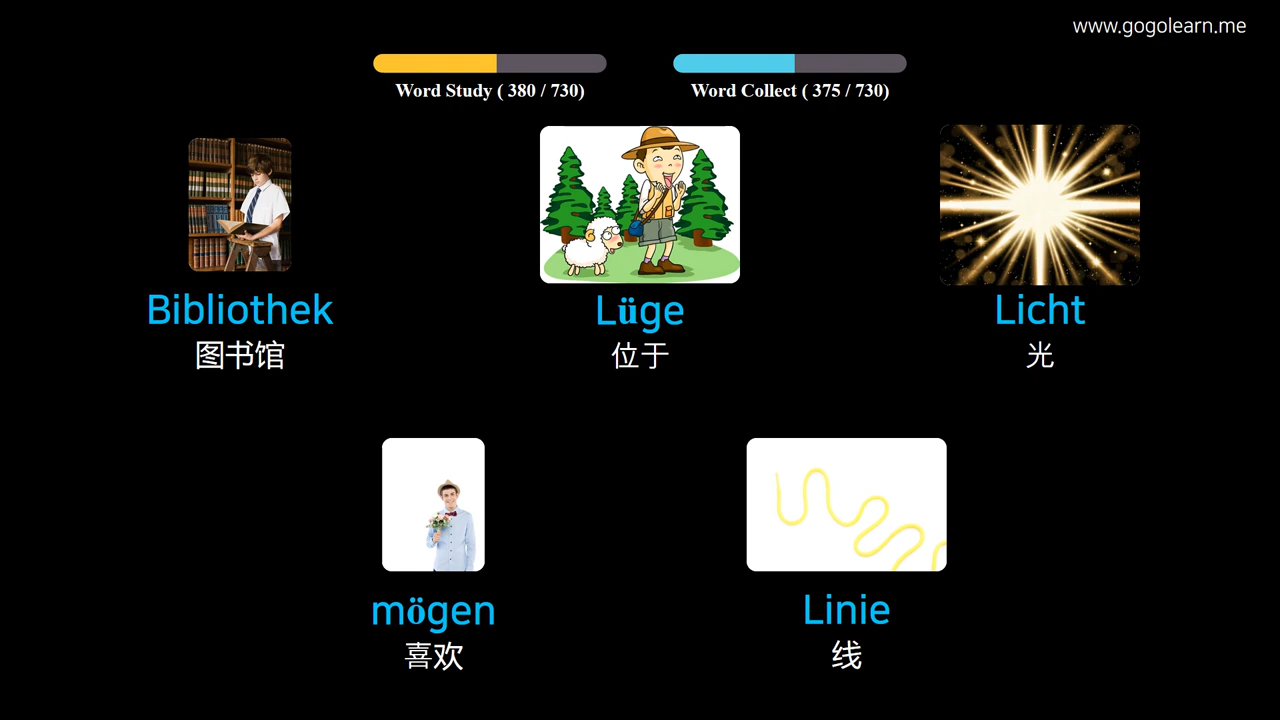 www.gogolearn.me
Word Study ( 380 / 730)
Word Collect ( 375 / 730)
Bibliothek
图书馆
Lüge
位于
Licht
光
mögen
喜欢
Linie
线